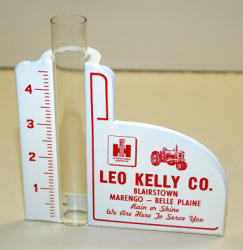 4
3
2
1
LEO KELLY CO.
BLAIRSTOWN
MARENGO – BELLE PLAINE
Rain or Shine
We Are Here To Serve You